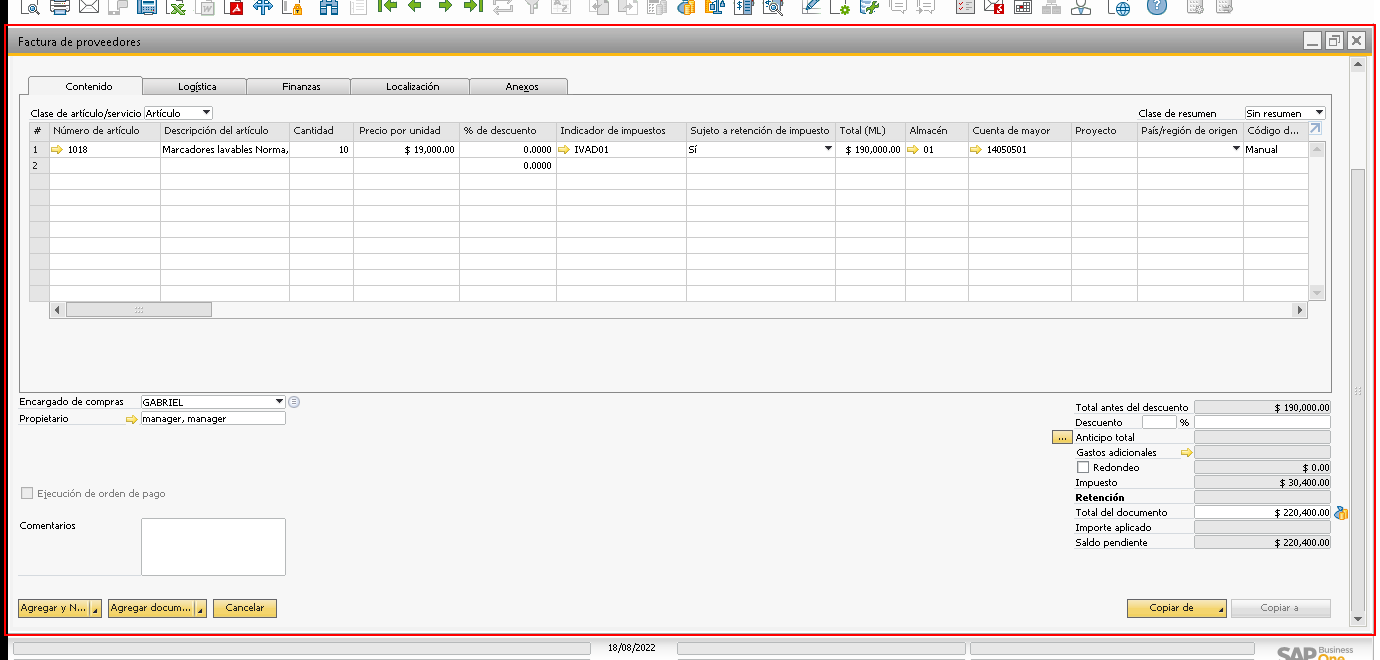 Factura de proveedores
Contenido Logística Finanzas Localización Anexos
Clase de artículo/servicio Artículo Clase de resumen Sin resumen
# Número de artículo Descripción del artículo Cantidad Precio por unidad % de descuento Indicador de impuestos Sujeto a retención de impuesto Total (ML) Almacén Cuenta de mayor Proyecto País/región de origen Código d...
1 1018 Marcadores lavables Norma, 10 $ 19,000.00 0.0000 IVAD01 Sí $ 190,000.00 01 14050501 Manual
2 0.0000
Encargado de compras GABRIEL
Propietario manager, manager
Total antes del descuento $ 190,000.00
Descuento %
... Anticipo total
Gastos adicionales
Redondeo $ 0.00
Impuesto $ 30,400.00
Retención
Total del documento $ 220,400.00
Importe aplicado
Saldo pendiente $ 220,400.00
Ejecución de orden de pago
Comentarios
Agregar y N... Agregar docum... Cancelar Copiar de Copiar a
18/08/2022
SAP Business One